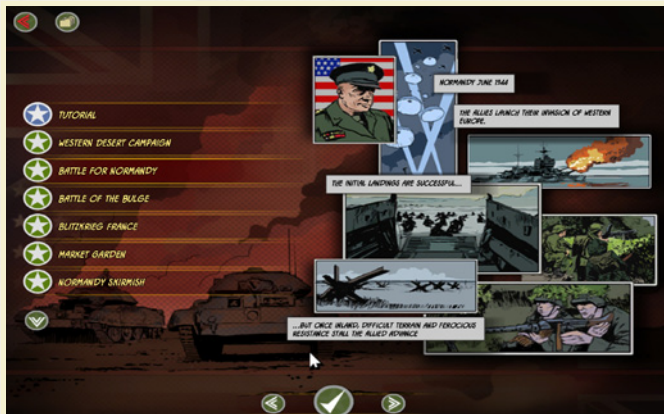 TUTORIAL
WESTERN DESERT CAMPAIGN
BATTLE FOR NORMANDY
BATTLE OF THE BULGE
BLITZKRIEG FRANCE
MARKET GARDEN
NORMANDY SKIRMISH
NORMANDY JUNE 1944
THE ALLIES LAUNCH THEIR INVASION OF WESTERN
EUROPE.
THE INITIAL LANDINGS ARE SUCCESSFUL...
...BUT ONCE INLAND, DIFFICULT TERRAIN AND FEROCIOUS
RESISTANCE STALL THE ALLIED ADVANCE